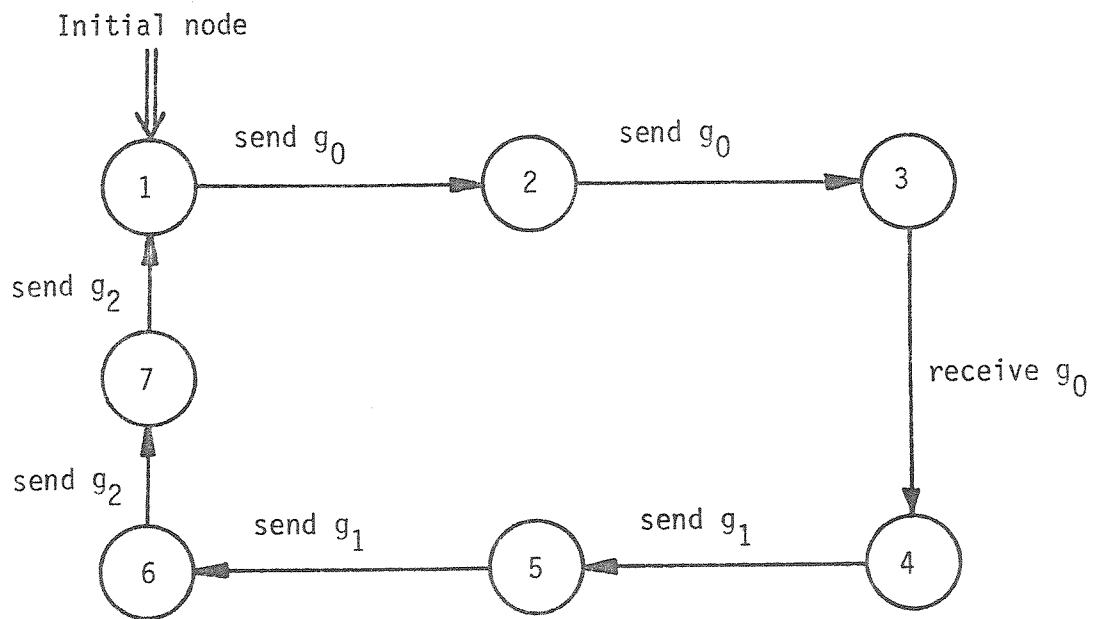 Initial node
send g0
send g0
1
2
3
send g2
7
receive g0
send g2
send g1
send g1
6
5
4